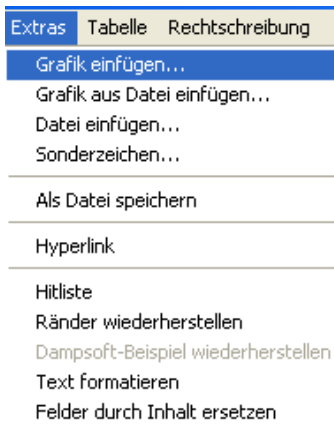 Extras Tabelle Rechtschreibung
Grafik einfügen...
Grafik aus Datei einfügen...
Datei einfügen...
Sonderzeichen...
Als Datei speichern
Hyperlink
Hitliste
Ränder wiederherstellen
Dampsoft-Beispiel wiederherstellen
Text formatieren
Felder durch Inhalt ersetzen